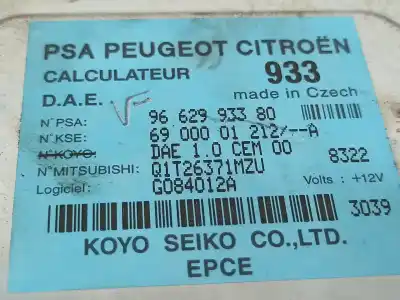 PSA PEUGEOT CITROËN
CALCULATEUR 933
D.A.E. VF made in Czech
N°PSA: 96 629 933 80
N°KSE: 69 000 01 212/--A
N°KOYO: DAE 1.0 CEM 00 8322
N°MITSUBISHI: Q1T26371MZU
Logiciel: G084012A Volts : +12V
3039
KOYO SEIKO CO.,LTD.
EPCE